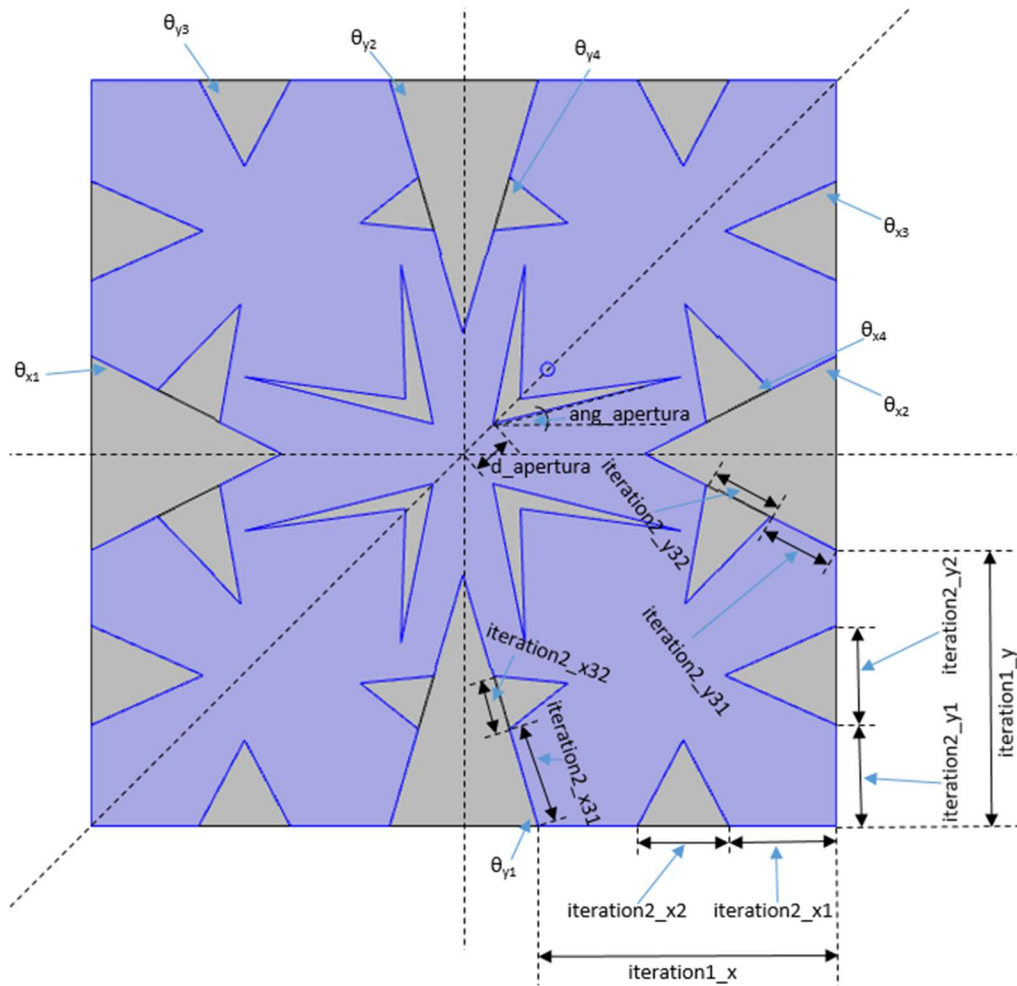 θy3
θy2
θy4
θx3
θx4
θx1
θx2
ang_apertura
d_apertura
iteration2_y32
iteration2_y31
iteration2_y2
iteration2_y1
iteration1_y
iteration2_x32
iteration2_x31
θy1
iteration2_x2
iteration2_x1
iteration1_x